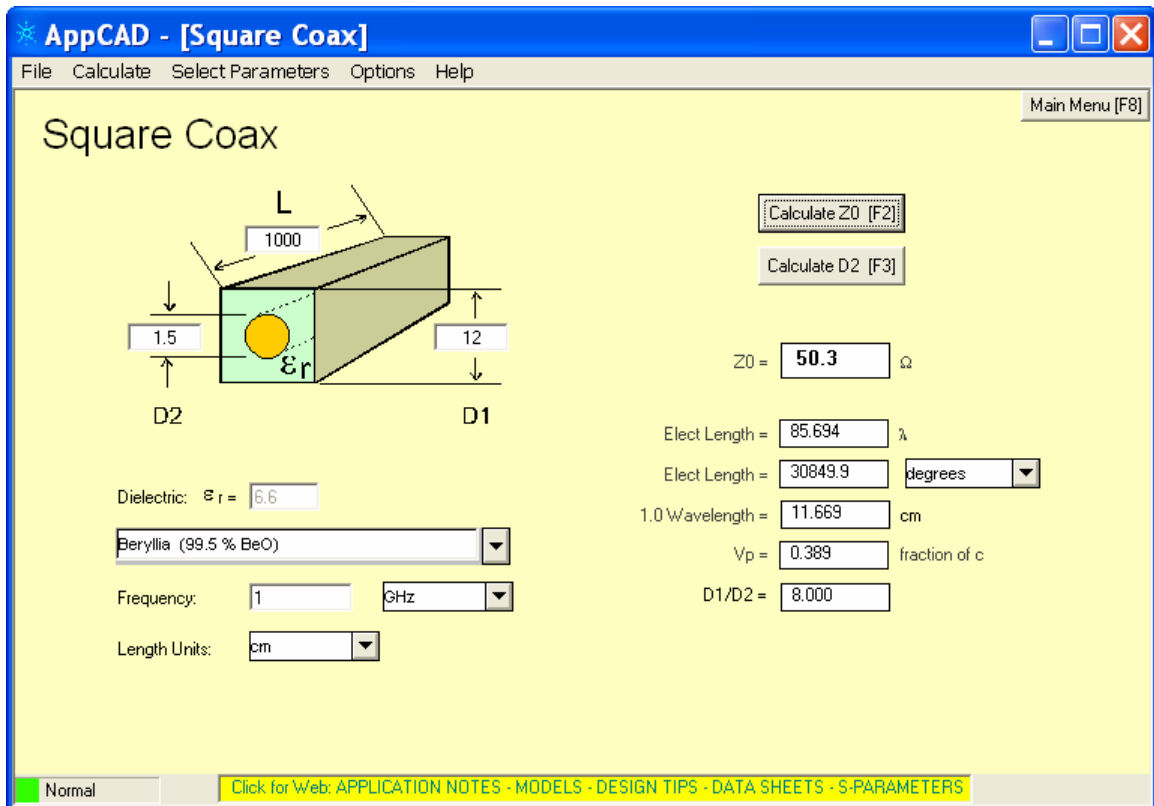 AppCAD - [Square Coax]
File Calculate Select Parameters Options Help
Main Menu [F8]
Square Coax
L
1000
1.5
12
εr
D2
D1
Calculate Z0 [F2]
Calculate D2 [F3]
Z0 = 50.3 Ω
Elect Length = 85.694 λ
Elect Length = 30849.9 degrees
1.0 Wavelength = 11.669 cm
Vp = 0.389 fraction of c
D1/D2 = 8.000
Dielectric: εr = 6.6
Beryllia (99.5 % BeO)
Frequency: 1 GHz
Length Units: cm
Normal
Click for Web: APPLICATION NOTES - MODELS - DESIGN TIPS - DATA SHEETS - S-PARAMETERS